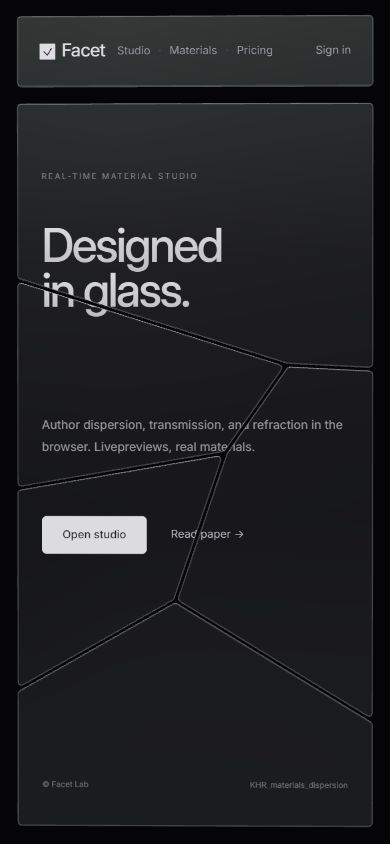 Facet Studio · Materials · Pricing Sign in
REAL-TIME MATERIAL STUDIO
Designed
in glass.
Author dispersion, transmission, and refraction in the
browser. Livepreviews, real materials.
Open studio Read paper →
© Facet Lab KHR_materials_dispersion